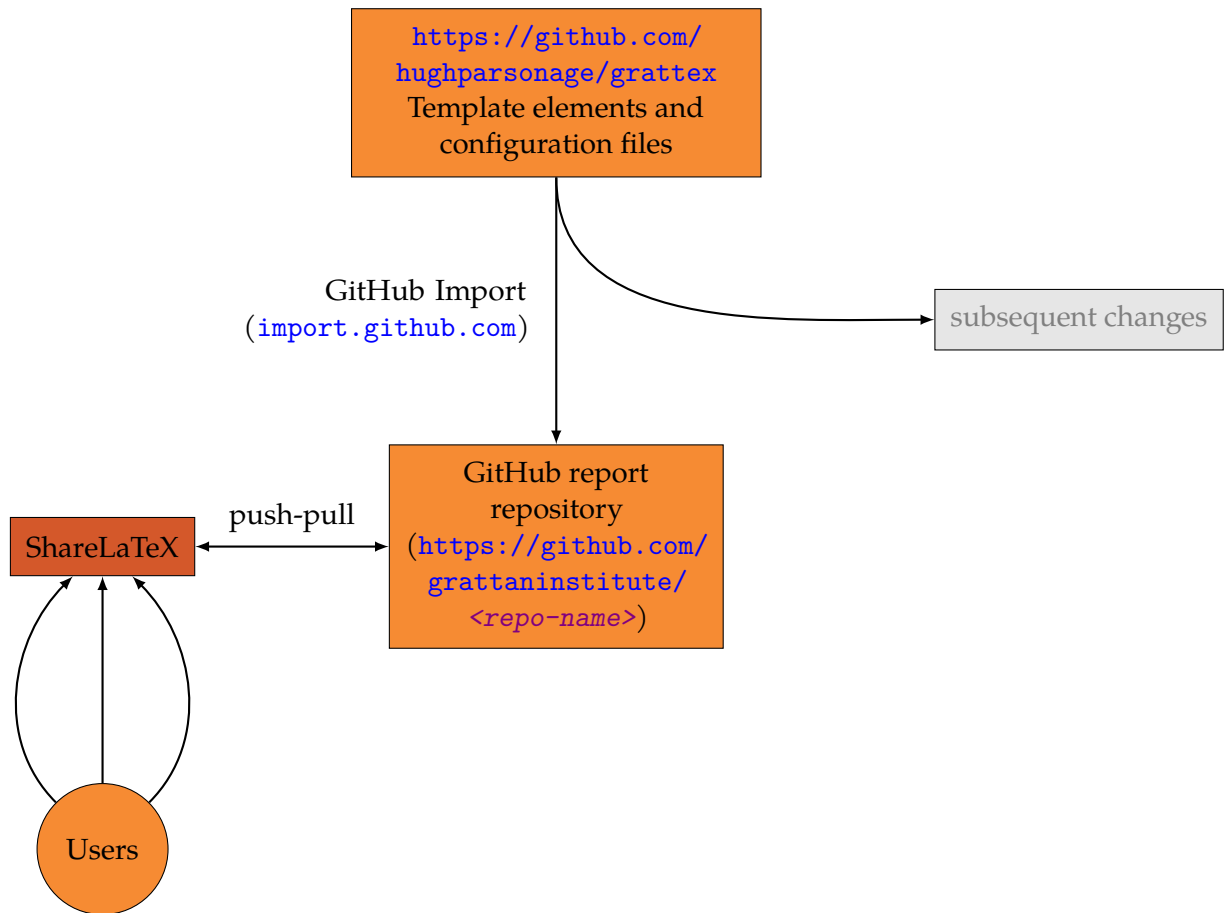 https://github.com/
hughparsonage/grattex
Template elements and
configuration files
GitHub Import
(import.github.com)
subsequent changes
GitHub report
repository
(https://github.com/
grattaninstitute/
<repo-name>)
push-pull
ShareLaTeX
Users